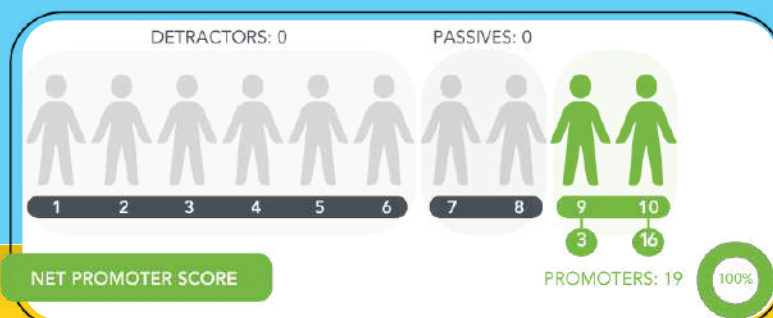 DETRACTORS: 0 PASSIVES: 0
1 2 3 4 5 6 7 8 9 10
3 16
NET PROMOTER SCORE PROMOTERS: 19 100%